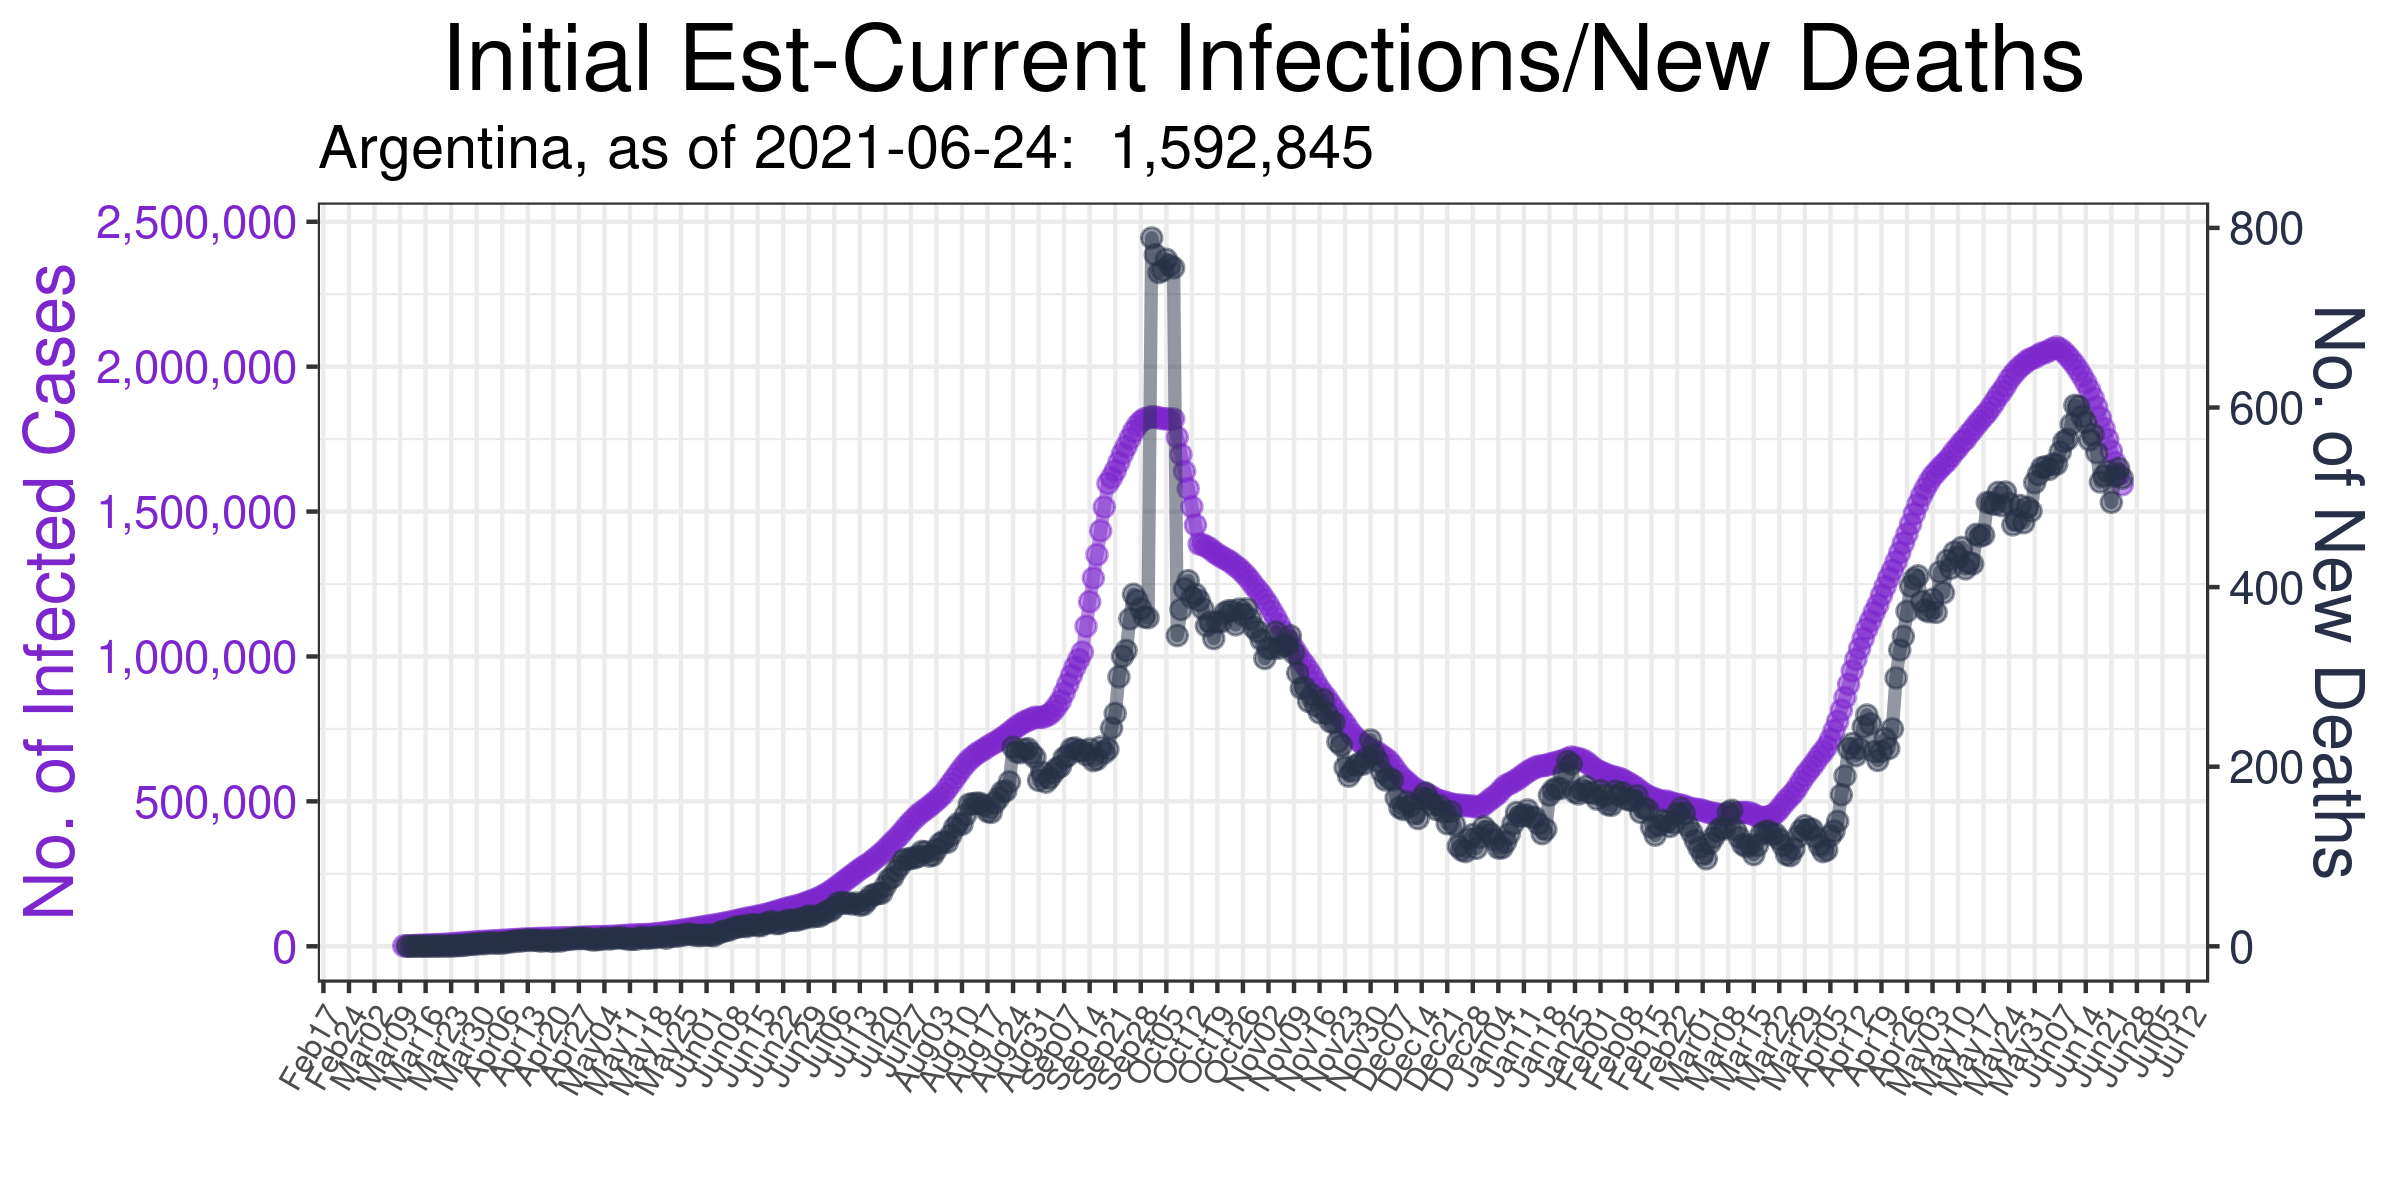 Initial Est-Current Infections/New Deaths
Argentina, as of 2021-06-24: 1,592,845
No. of Infected Cases
2,500,000
2,000,000
1,500,000
1,000,000
500,000
0
800
600
400
200
0
No. of New Deaths
Feb17
Feb24
Mar02
Mar09
Mar16
Mar23
Mar30
Apr06
Apr13
Apr20
Apr27
May04
May11
May18
May25
Jun01
Jun08
Jun15
Jun22
Jun29
Jul06
Jul13
Jul20
Jul27
Aug03
Aug10
Aug17
Aug24
Aug31
Sep07
Sep14
Sep21
Sep28
Oct05
Oct12
Oct19
Oct26
Nov02
Nov09
Nov16
Nov23
Nov30
Dec07
Dec14
Dec21
Dec28
Jan04
Jan11
Jan18
Jan25
Feb01
Feb08
Feb15
Feb22
Mar01
Mar08
Mar15
Mar22
Mar29
Apr05
Apr12
Apr19
Apr26
May03
May10
May17
May24
May31
Jun07
Jun14
Jun21
Jun28
Jul05
Jul12